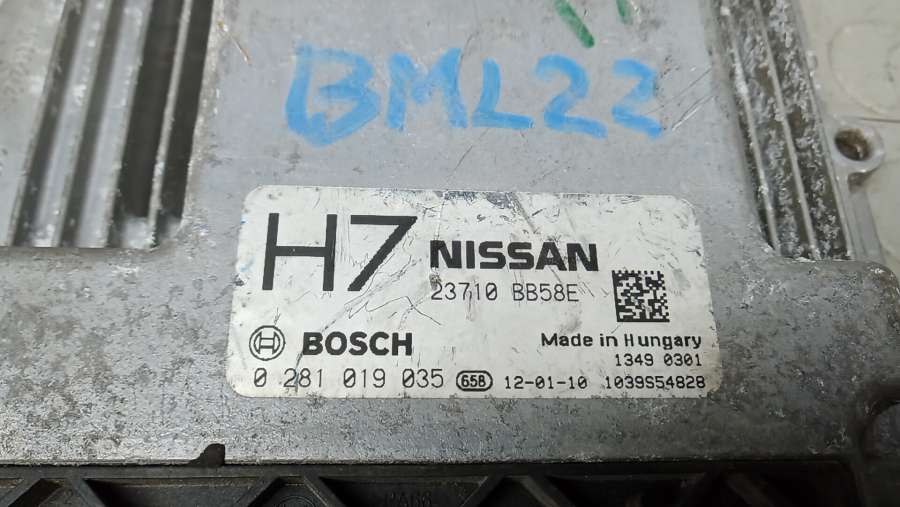 BML22
H7 NISSAN
23710 BB58E
BOSCH Made in Hungary
1349 0301
0 281 019 035 658 12-01-10 1039S54828